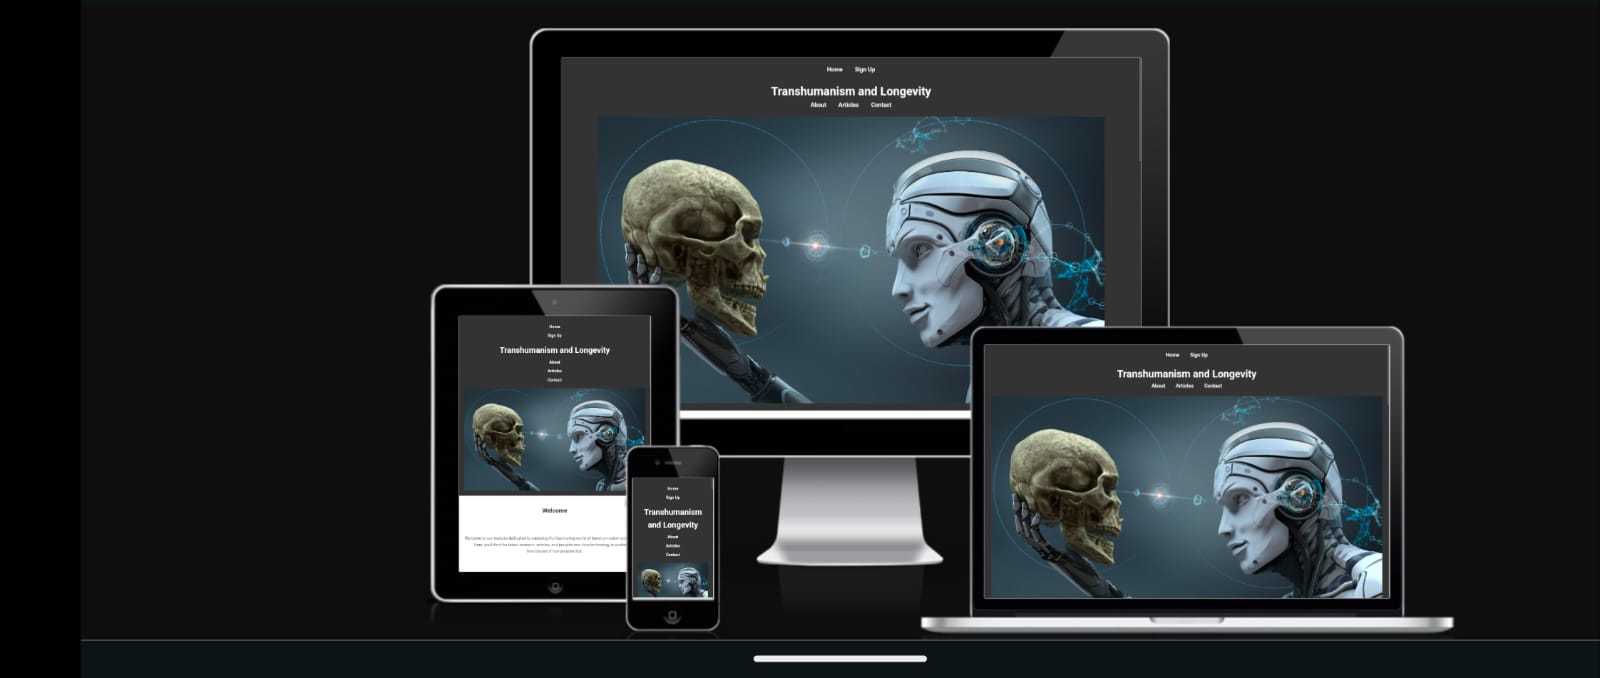 Home Sign Up
Transhumanism and Longevity
About Articles Contact
Home
Sign Up
Transhumanism and Longevity
About
Articles
Contact
Welcome
Home
Sign Up
Transhumanism
and Longevity
About
Articles
Contact
Home Sign Up
Transhumanism and Longevity
About Articles Contact